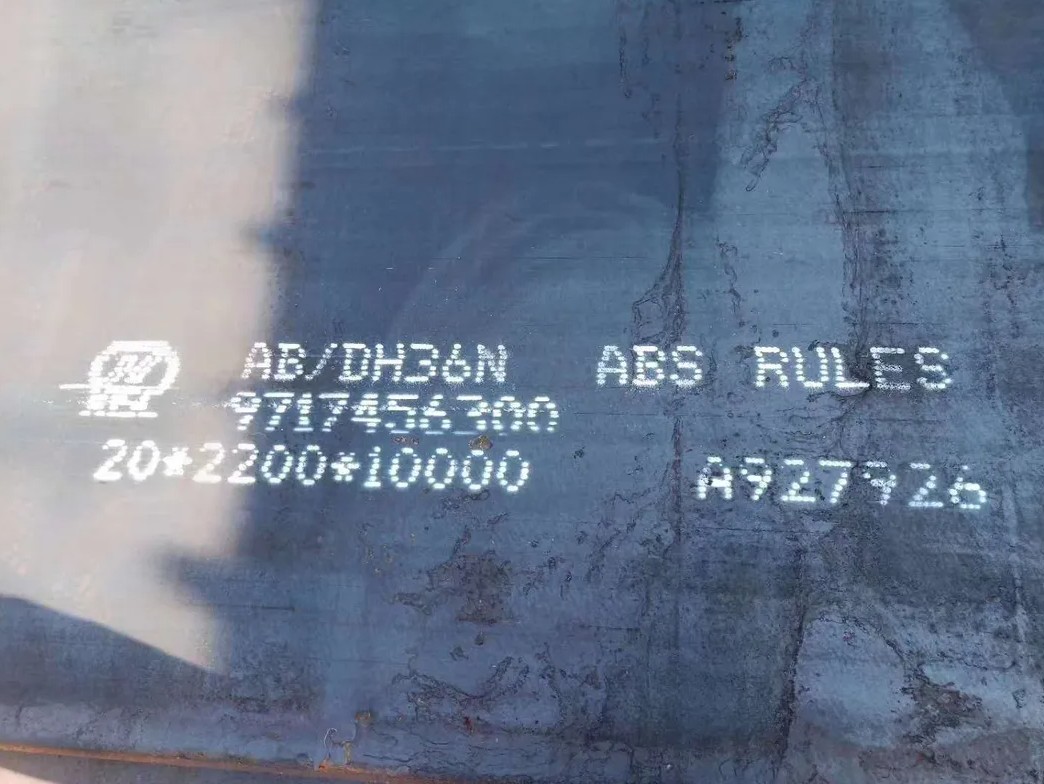 AB/DH36N ABS RULES
9717456300
20*2200*10000 A927926